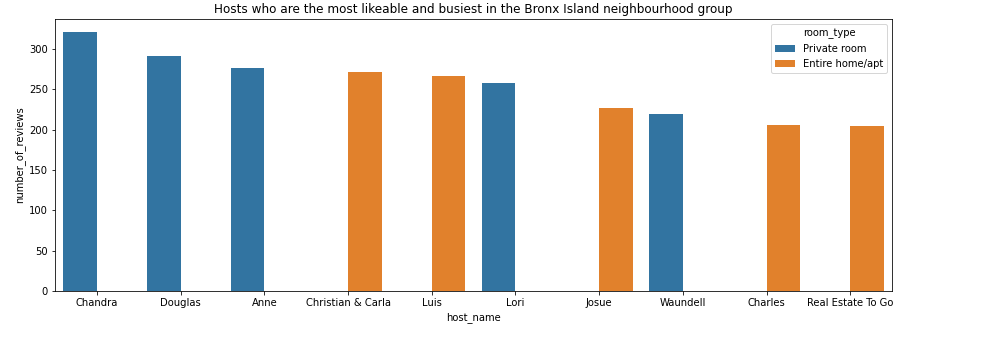 Hosts who are the most likeable and busiest in the Bronx Island neighbourhood group
room_type
Private room
Entire home/apt
number_of_reviews
300
250
200
150
100
50
0
Chandra Douglas Anne Christian & Carla Luis Lori Josue Waundell Charles Real Estate To Go
host_name